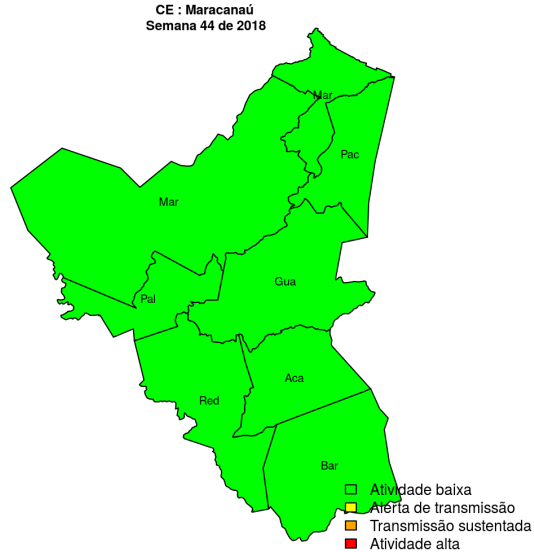 CE : Maracanaú
Semana 44 de 2018
Mar
Pac
Mar
Gua
Pal
Aca
Red
Bar
Atividade baixa
Alerta de transmissão
Transmissão sustentada
Atividade alta